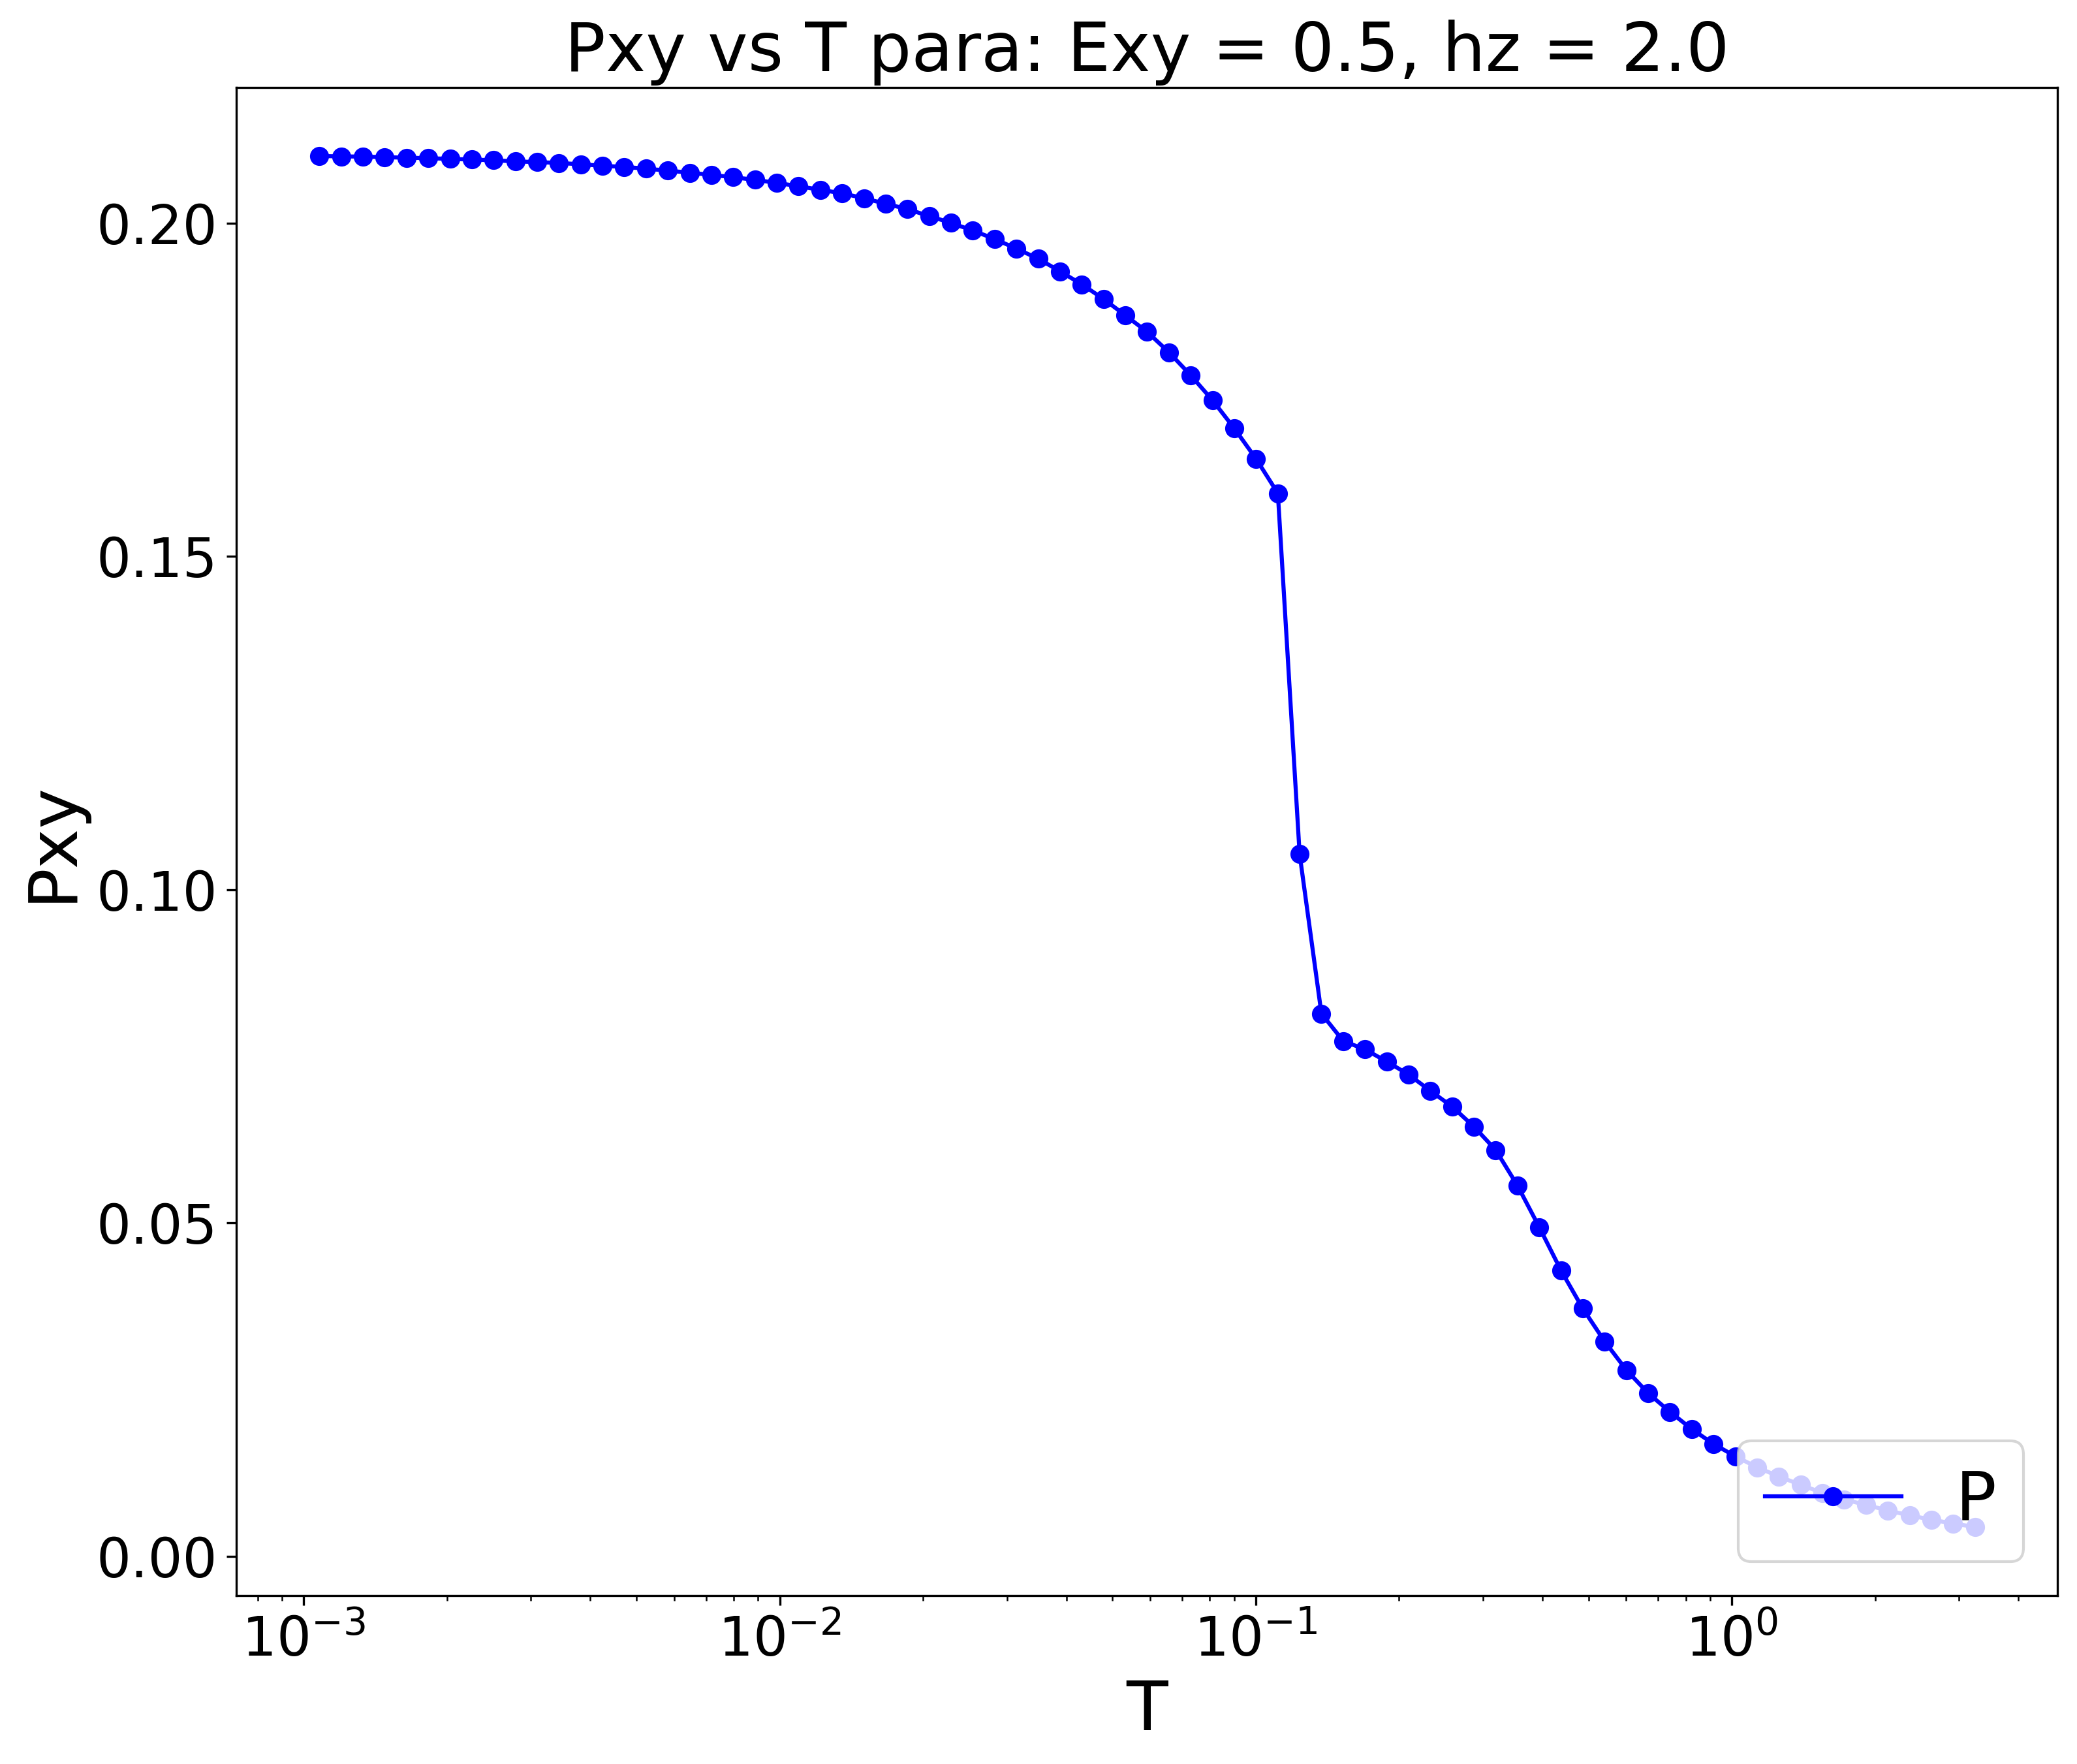 Pxy vs T para: Exy = 0.5, hz = 2.0
Pxy
0.20
0.15
0.10
0.05
0.00
10⁻³
10⁻²
10⁻¹
10⁰
T
P